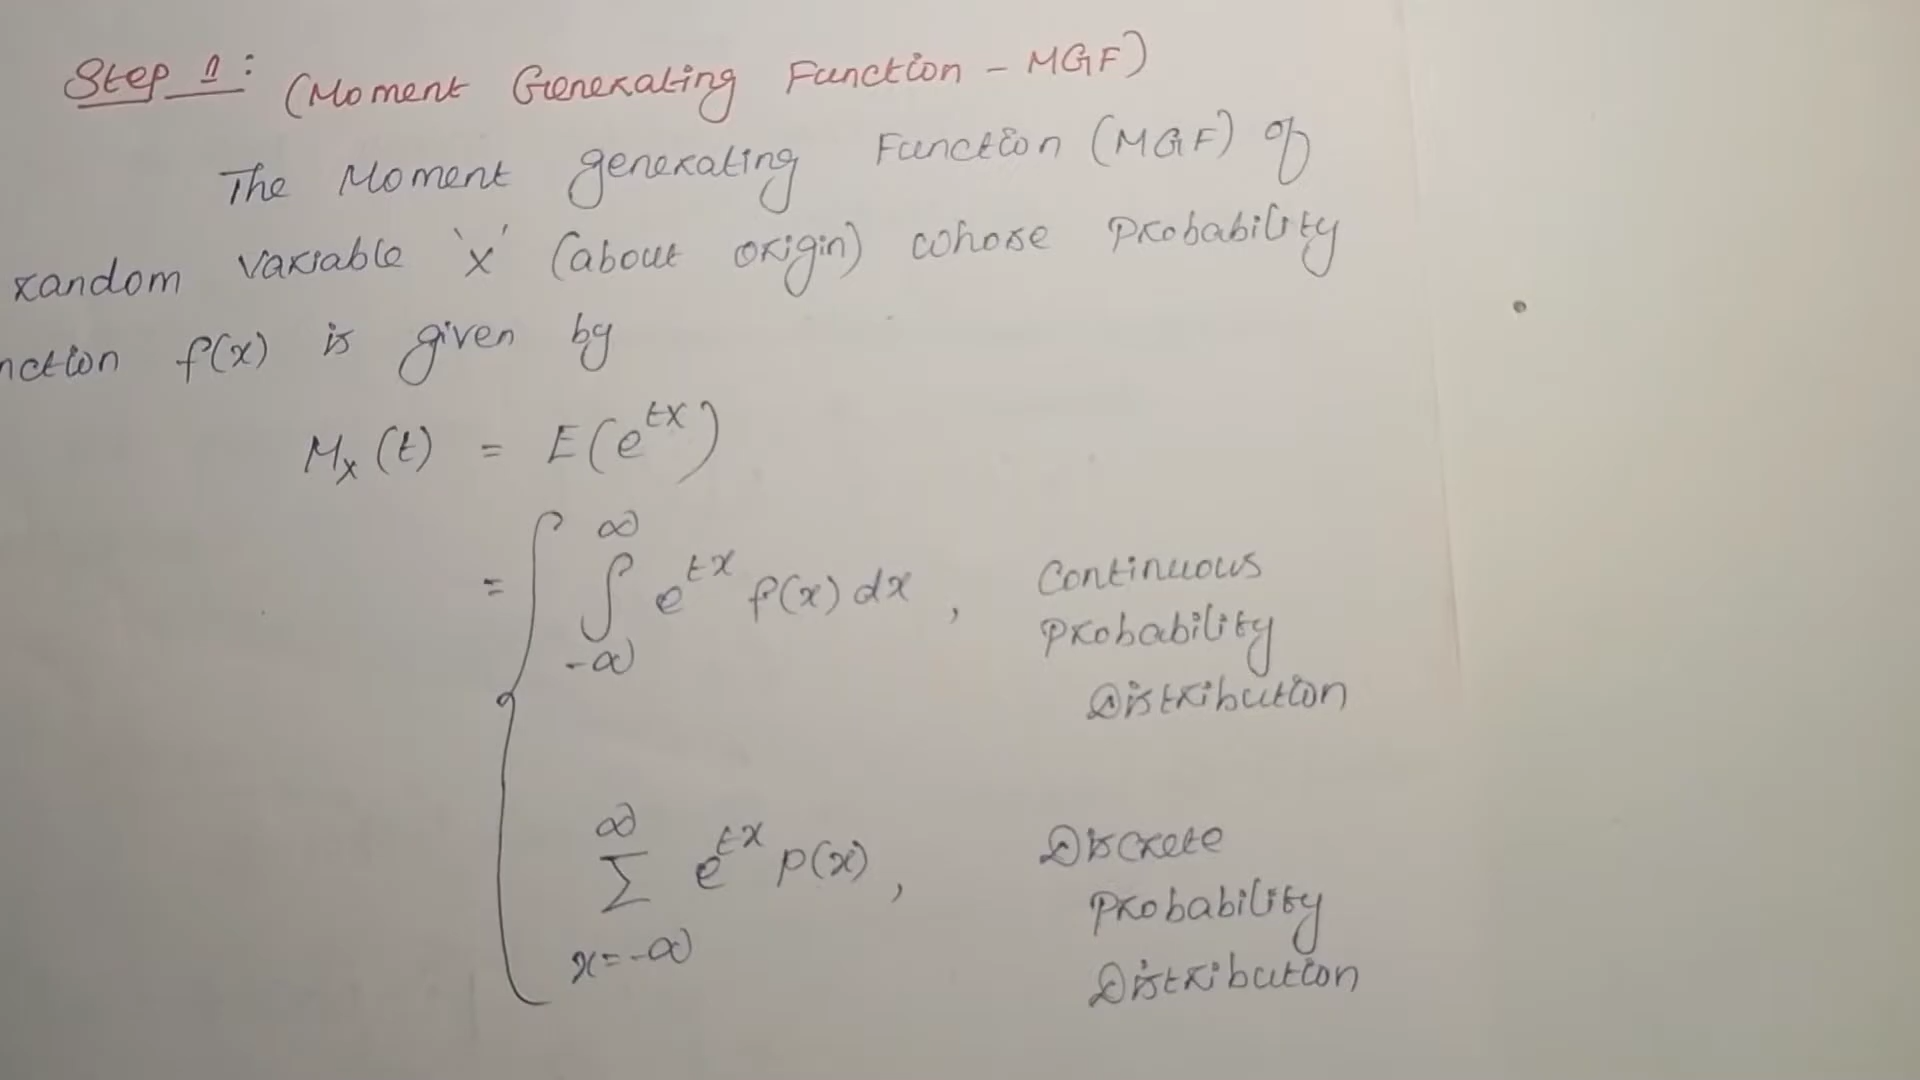 Step 1: (Moment Generating Function - MGF)
The Moment generating Function (MGF) of
random variable 'X' (about origin) whose Probability
nction f(x) is given by
Mx(t) = E(e^tX)
= { ∫_{-∞}^{∞} e^{tx} f(x) dx , Continuous
Probability
Distribution
∑_{x=-∞}^{∞} e^{tx} p(x) , Discrete
Probability
Distribution